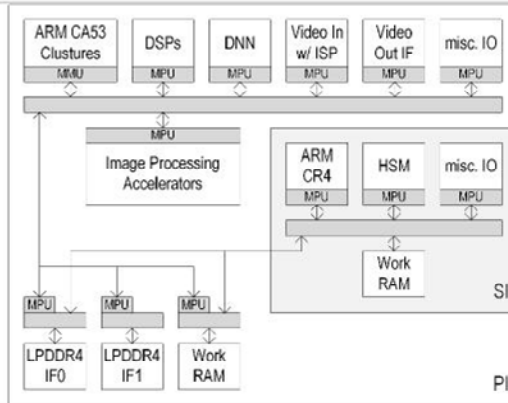 ARM CA53
Clustures
MMU
DSPs
MPU
DNN
MPU
Video In
w/ ISP
MPU
Video
Out IF
MPU
misc. IO
MPU
MPU
Image Processing
Accelerators
ARM
CR4
MPU
HSM
MPU
misc. IO
MPU
Work
RAM
SI
MPU
MPU
MPU
LPDDR4
IF0
LPDDR4
IF1
Work
RAM
PI